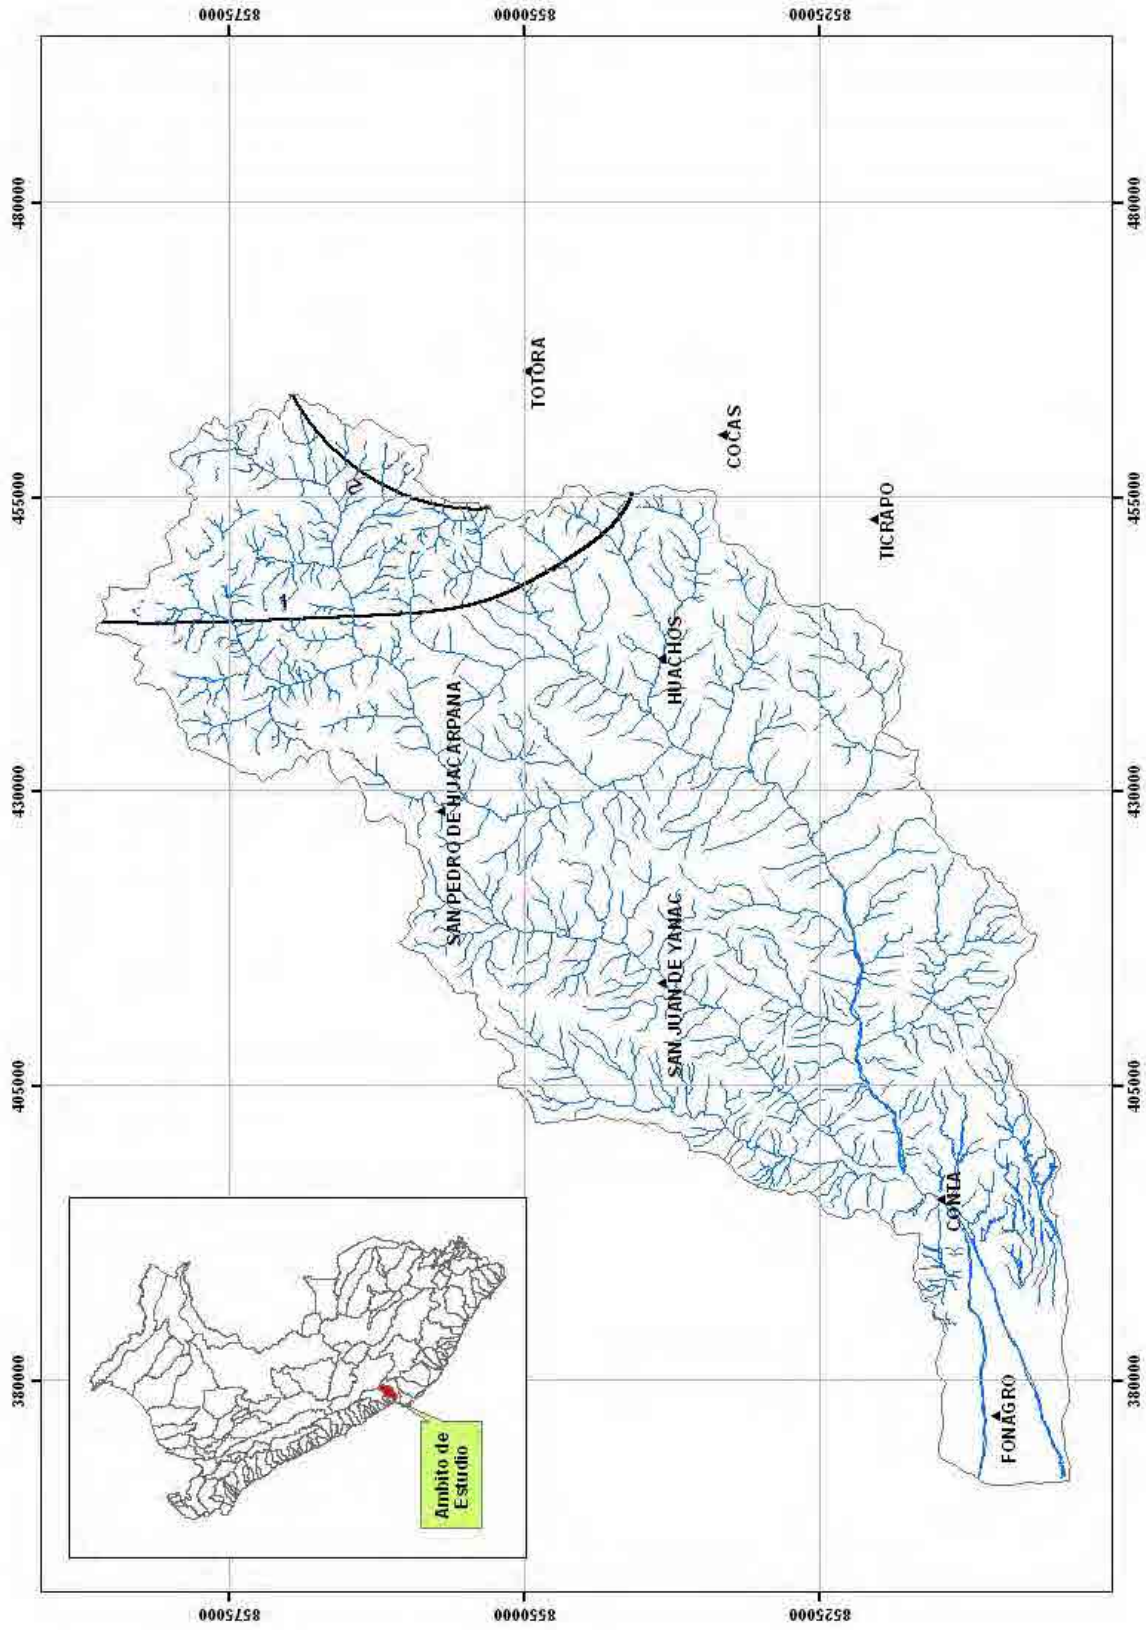 380000
405000
430000
455000
480000
8575000
8575000
Ambito de
Estudio
1
2
SAN PEDRO DE HUACARPANA
8550000
TOTORA
8550000
SAN JUAN DE YANAC
HUACHOS
COCAS
8525000
TICRAPO
8525000
CONTA
FONAGRO
380000
405000
430000
455000
480000